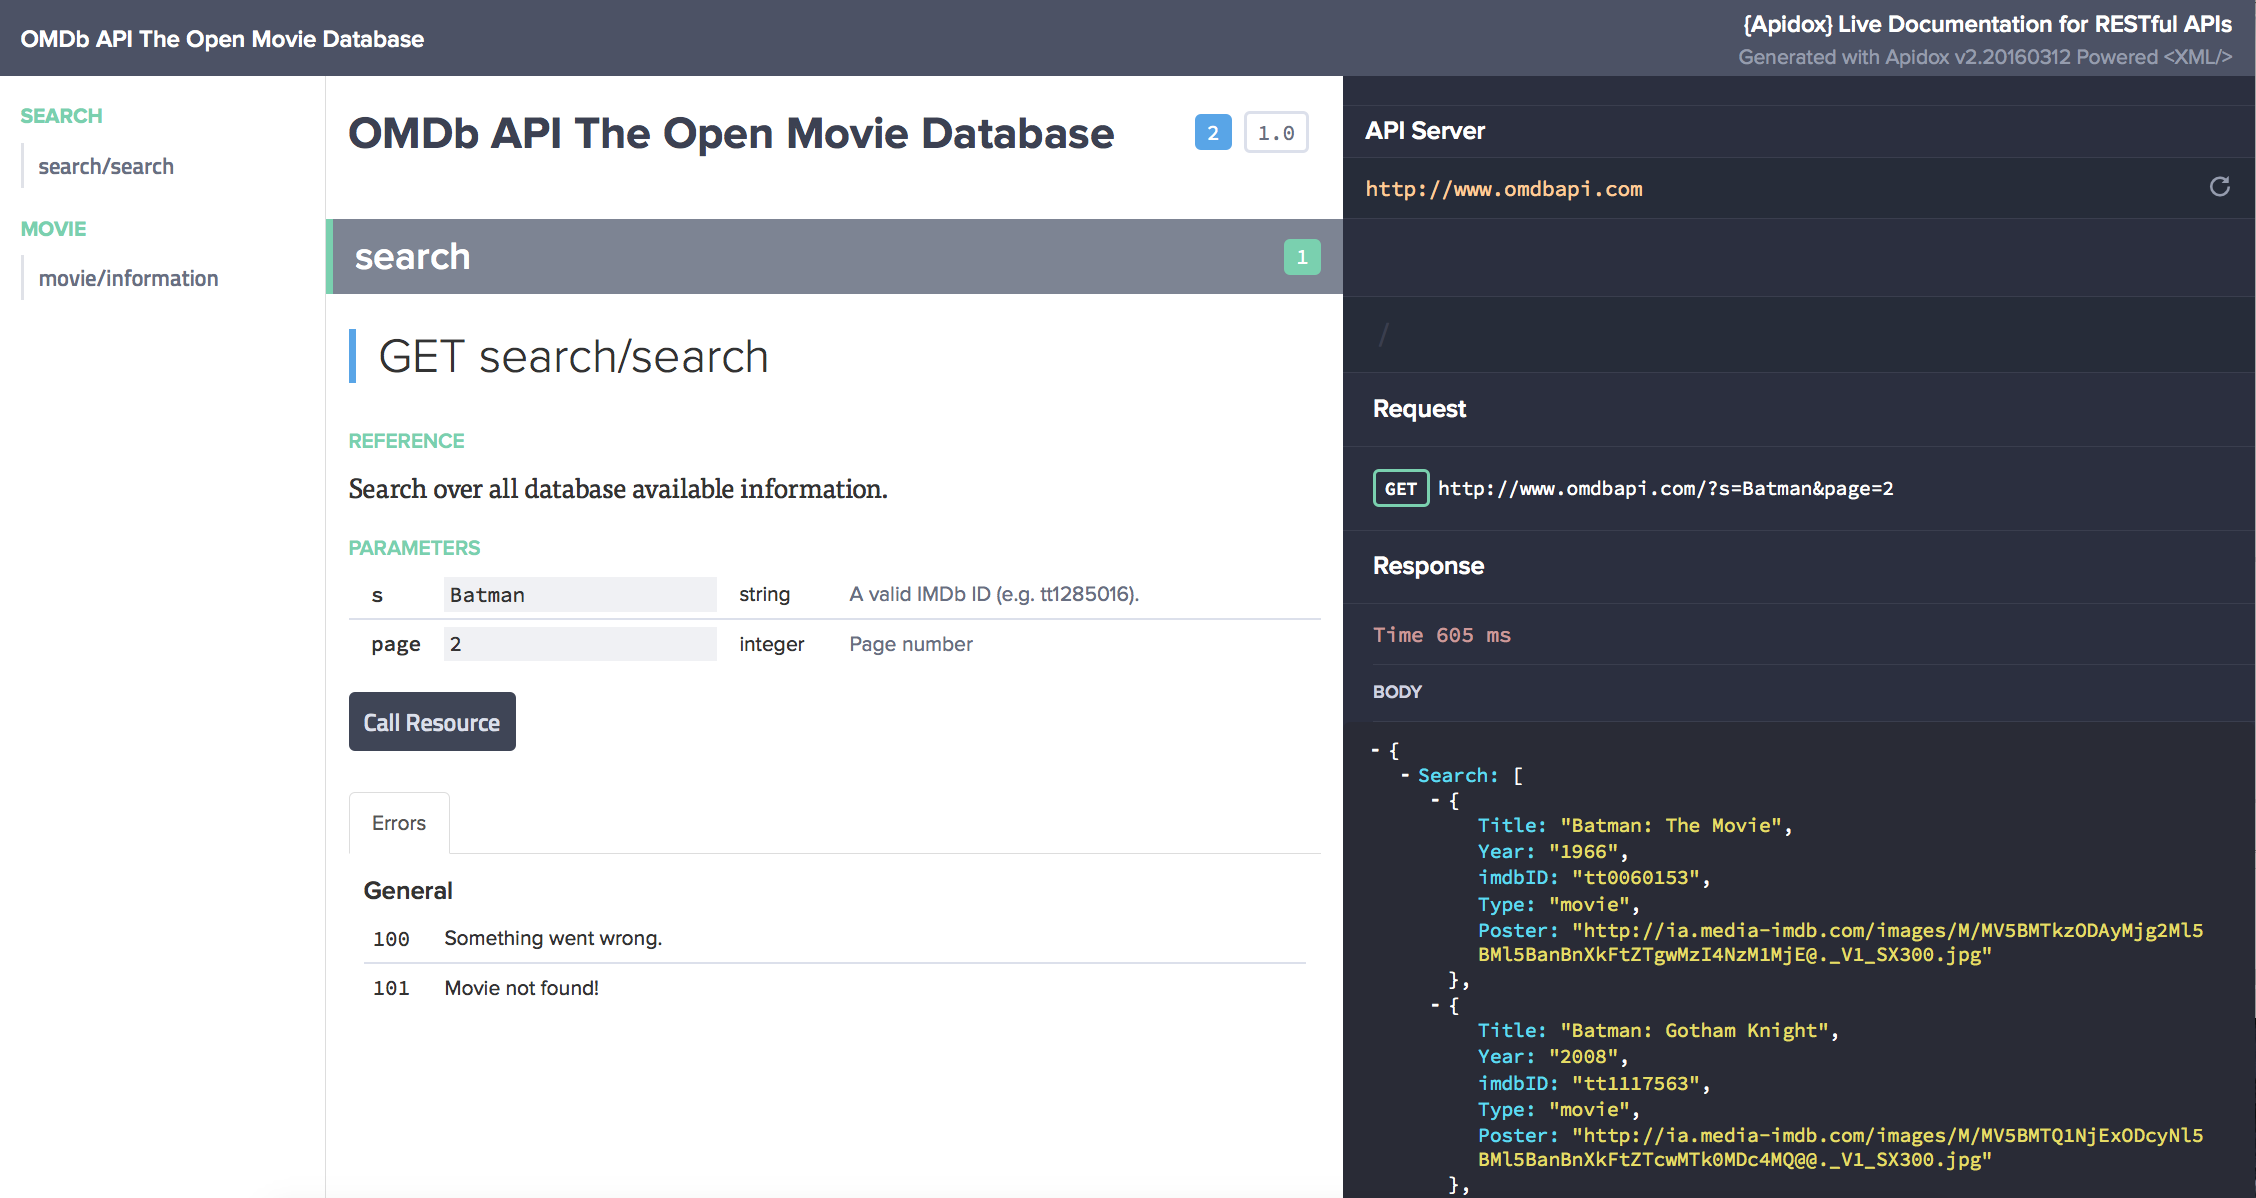 OMDb API The Open Movie Database
{Apidox} Live Documentation for RESTful APIs
Generated with Apidox v2.20160312 Powered <XML/>
SEARCH
search/search
MOVIE
movie/information
OMDb API The Open Movie Database
2
1.0
search
1
GET search/search
REFERENCE
Search over all database available information.
PARAMETERS
s Batman string A valid IMDb ID (e.g. tt1285016).
page 2 integer Page number
Call Resource
Errors
General
100 Something went wrong.
101 Movie not found!
API Server
http://www.omdbapi.com
/
Request
GET http://www.omdbapi.com/?s=Batman&page=2
Response
Time 605 ms
BODY
- {
- Search: [
- {
Title: "Batman: The Movie",
Year: "1966",
imdbID: "tt0060153",
Type: "movie",
Poster: "http://ia.media-imdb.com/images/M/MV5BMTkzODAyMjg2Ml5
BMl5BanBnXkFtZTgwMzI4NzM1MjE@._V1_SX300.jpg"
},
- {
Title: "Batman: Gotham Knight",
Year: "2008",
imdbID: "tt1117563",
Type: "movie",
Poster: "http://ia.media-imdb.com/images/M/MV5BMTQ1NjExODcyNl5
BMl5BanBnXkFtZTcwMTk0MDc4MQ@@._V1_SX300.jpg"
},